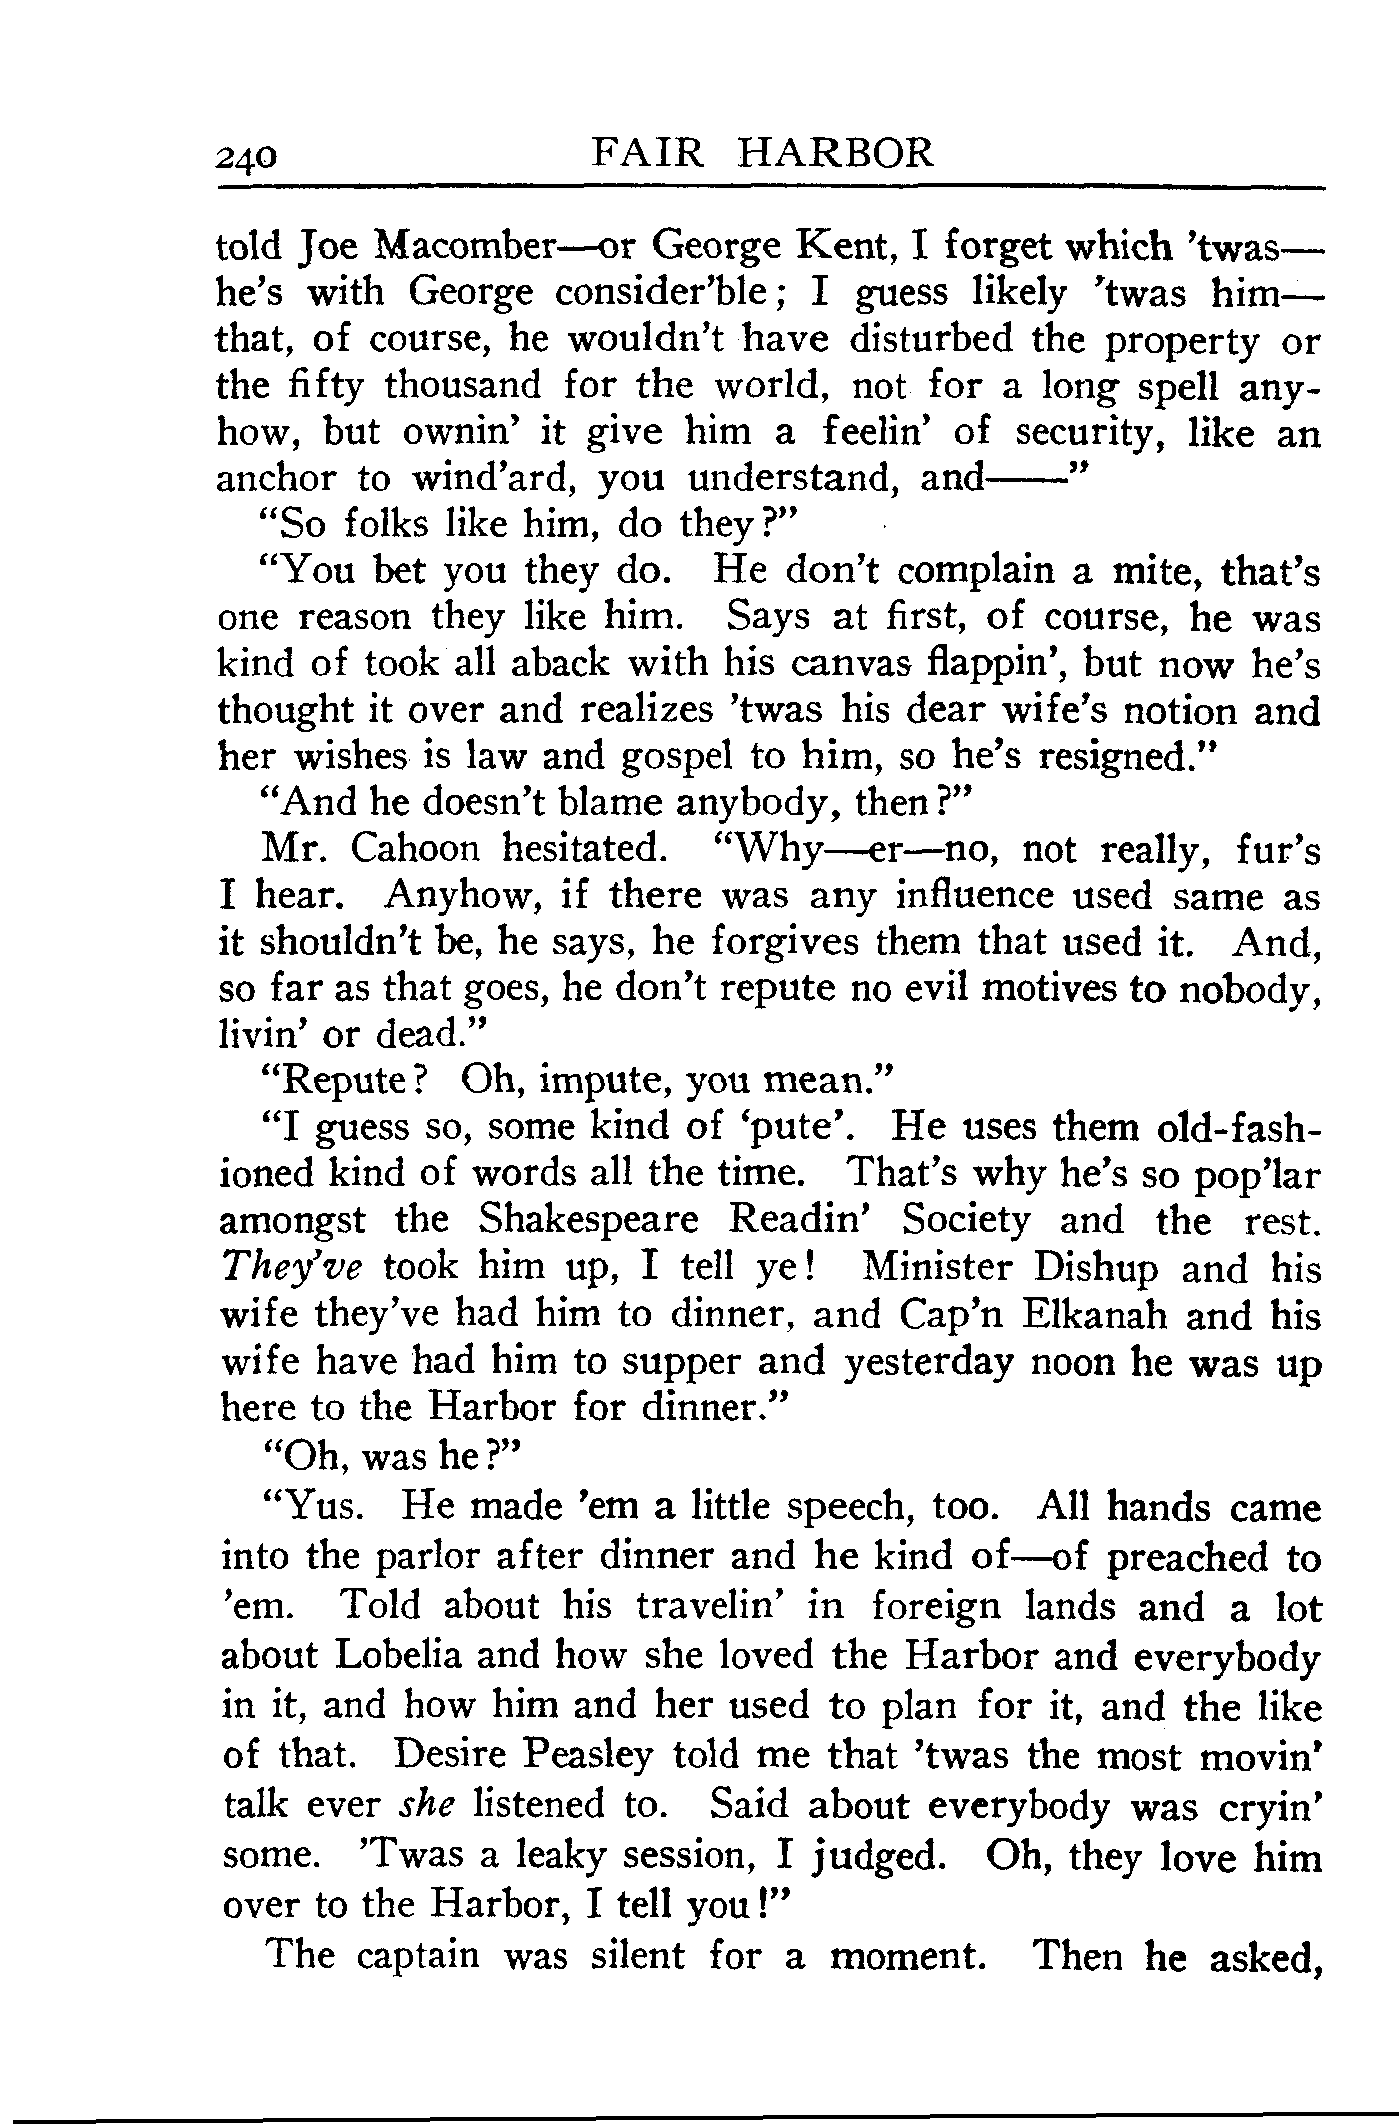 240 FAIR HARBOR
told Joe Macomber—or George Kent, I forget which ’twas—
he’s with George consider’ble; I guess likely ’twas him—
that, of course, he wouldn’t have disturbed the property or
the fifty thousand for the world, not for a long spell any-
how, but ownin’ it give him a feelin’ of security, like an
anchor to wind’ard, you understand, and——”
“So folks like him, do they?”
“You bet you they do. He don’t complain a mite, that’s
one reason they like him. Says at first, of course, he was
kind of took all aback with his canvas flappin’, but now he’s
thought it over and realizes ’twas his dear wife’s notion and
her wishes is law and gospel to him, so he’s resigned.”
“And he doesn’t blame anybody, then?”
Mr. Cahoon hesitated. “Why—er—no, not really, fur’s
I hear. Anyhow, if there was any influence used same as
it shouldn’t be, he says, he forgives them that used it. And,
so far as that goes, he don’t repute no evil motives to nobody,
livin’ or dead.”
“Repute? Oh, impute, you mean.”
“I guess so, some kind of ‘pute’. He uses them old-fash-
ioned kind of words all the time. That’s why he’s so pop’lar
amongst the Shakespeare Readin’ Society and the rest.
They’ve took him up, I tell ye! Minister Dishup and his
wife they’ve had him to dinner, and Cap’n Elkanah and his
wife have had him to supper and yesterday noon he was up
here to the Harbor for dinner.”
“Oh, was he?”
“Yus. He made ’em a little speech, too. All hands came
into the parlor after dinner and he kind of—of preached to
’em. Told about his travelin’ in foreign lands and a lot
about Lobelia and how she loved the Harbor and everybody
in it, and how him and her used to plan for it, and the like
of that. Desire Peasley told me that ’twas the most movin’
talk ever she listened to. Said about everybody was cryin’
some. ’Twas a leaky session, I judged. Oh, they love him
over to the Harbor, I tell you!”
The captain was silent for a moment. Then he asked,